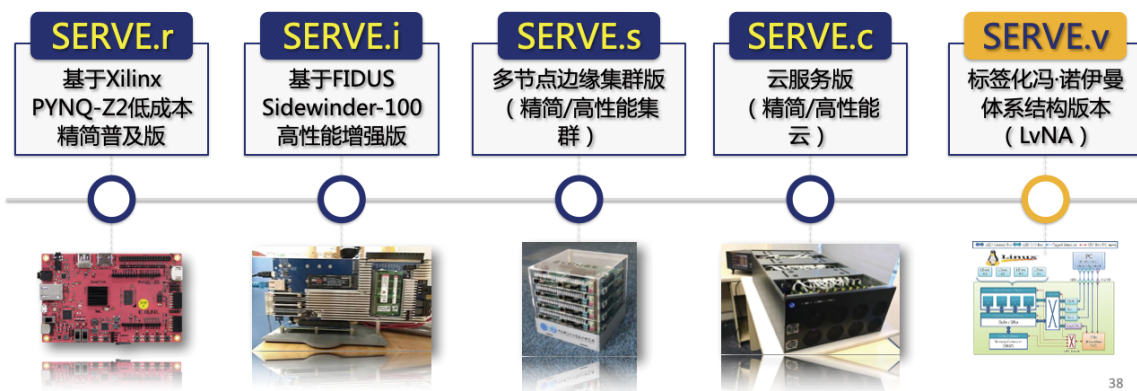 SERVE.r
基于Xilinx
PYNQ-Z2低成本
精简普及版
SERVE.i
基于FIDUS
Sidewinder-100
高性能增强版
SERVE.s
多节点边缘集群版
（精简/高性能集
群）
SERVE.c
云服务版
（精简/高性能
云）
SERVE.v
标签化冯·诺伊曼
体系结构版本
（LvNA）
Linux
PC
38